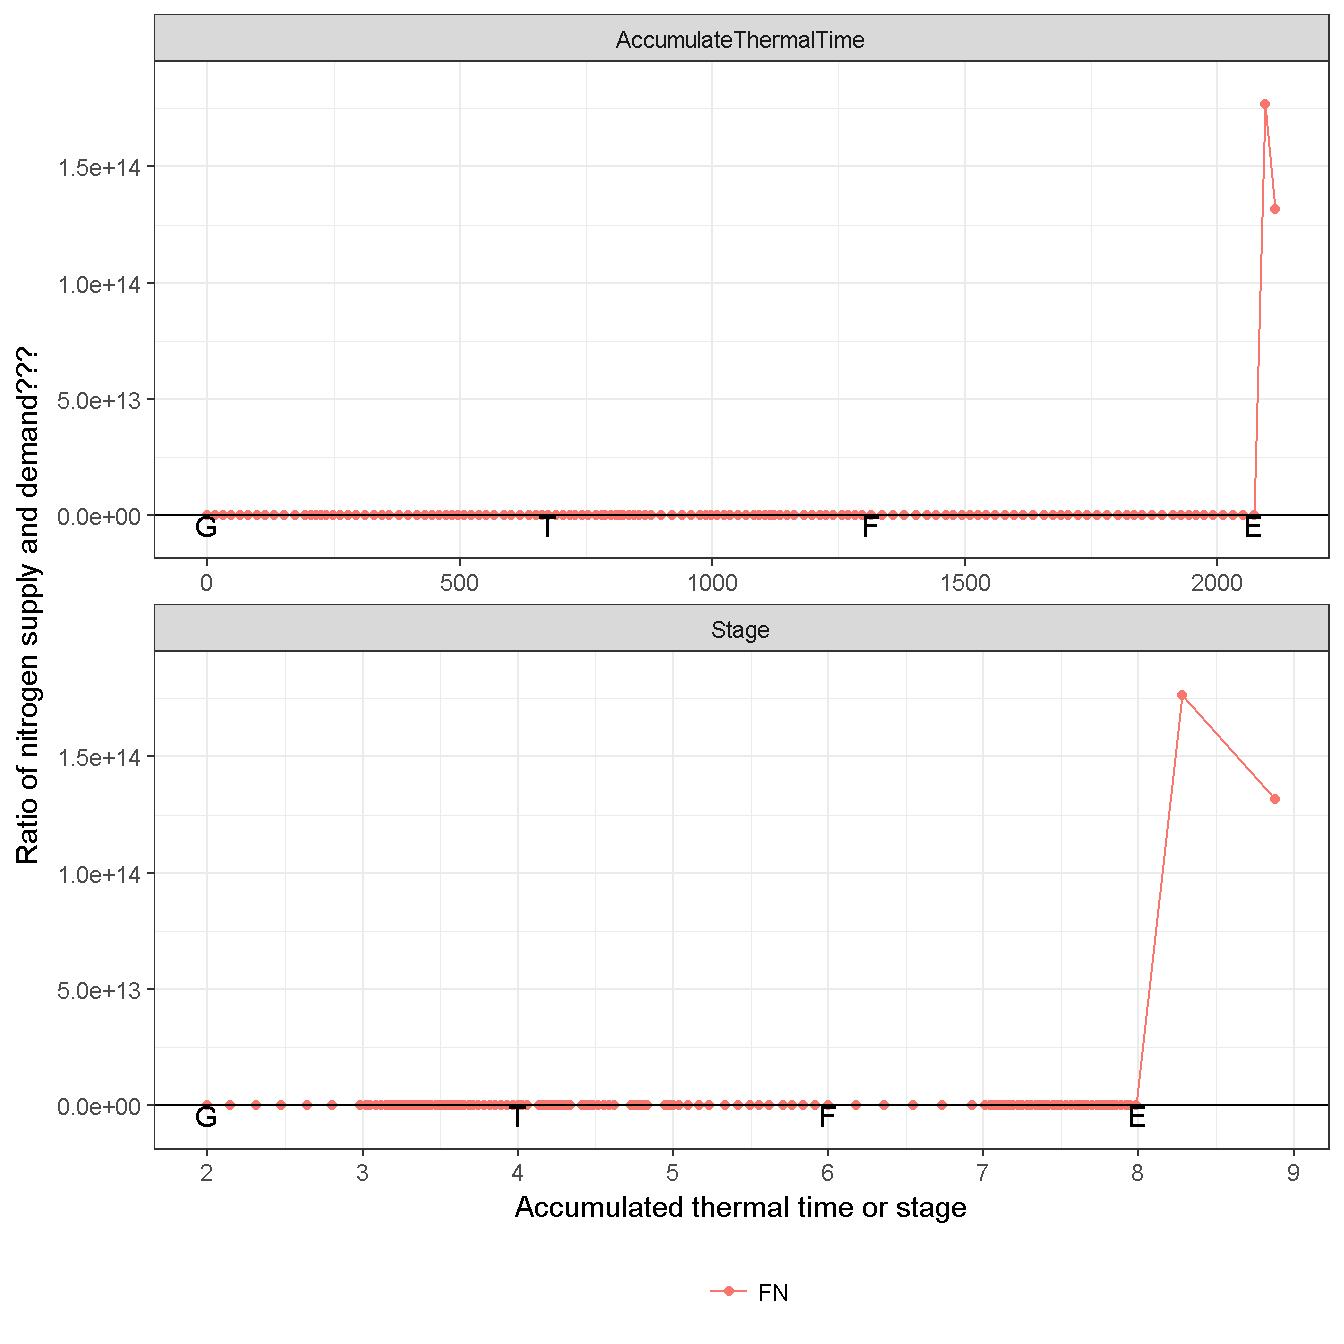 AccumulateThermalTime
1.5e+14
1.0e+14
5.0e+13
0.0e+00
G T F E
0 500 1000 1500 2000
Stage
1.5e+14
1.0e+14
5.0e+13
0.0e+00
G T F E
2 3 4 5 6 7 8 9
Ratio of nitrogen supply and demand???
Accumulated thermal time or stage
FN